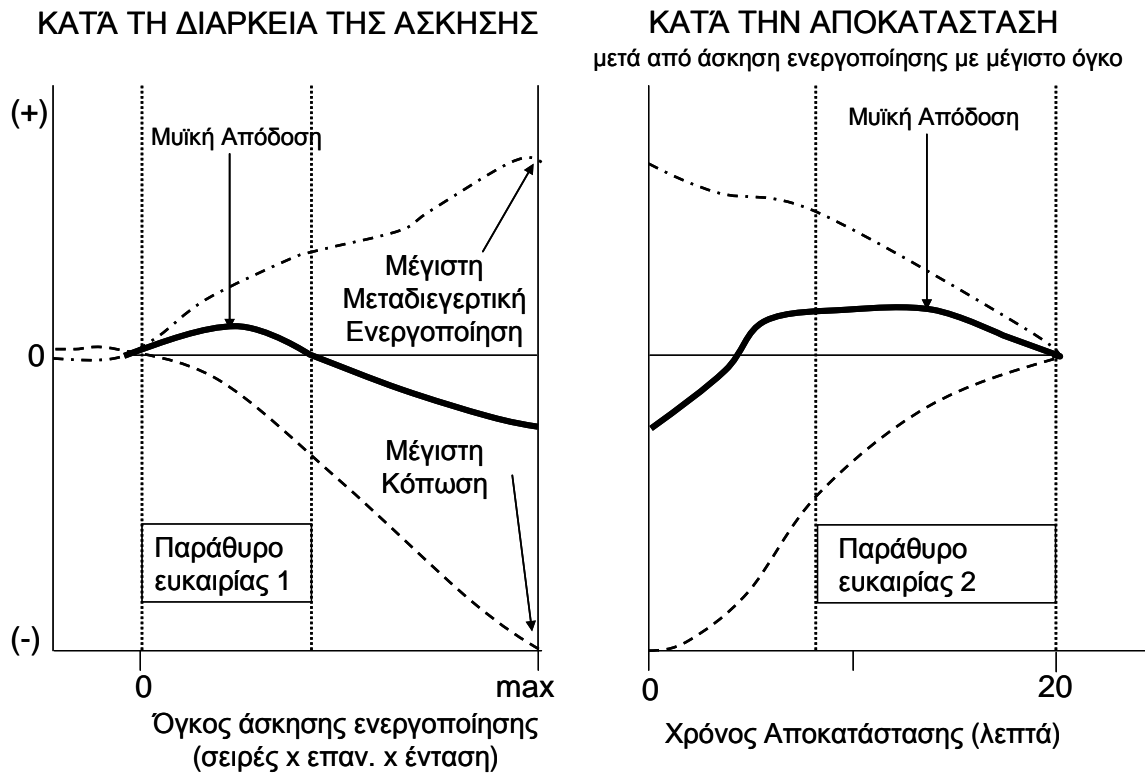 ΚΑΤΆ ΤΗ ΔΙΑΡΚΕΙΑ ΤΗΣ ΑΣΚΗΣΗΣ
(+)
Μυϊκή Απόδοση
Μέγιστη
Μεταδιεγερτική
Ενεργοποίηση
0
Μέγιστη
Κόπωση
Παράθυρο
ευκαιρίας 1
(-)
0
max
Όγκος άσκησης ενεργοποίησης
(σειρές x επαν. x ένταση)
ΚΑΤΆ ΤΗΝ ΑΠΟΚΑΤΑΣΤΑΣΗ
μετά από άσκηση ενεργοποίησης με μέγιστο όγκο
Μυϊκή Απόδοση
Παράθυρο
ευκαιρίας 2
0
20
Χρόνος Αποκατάστασης (λεπτά)